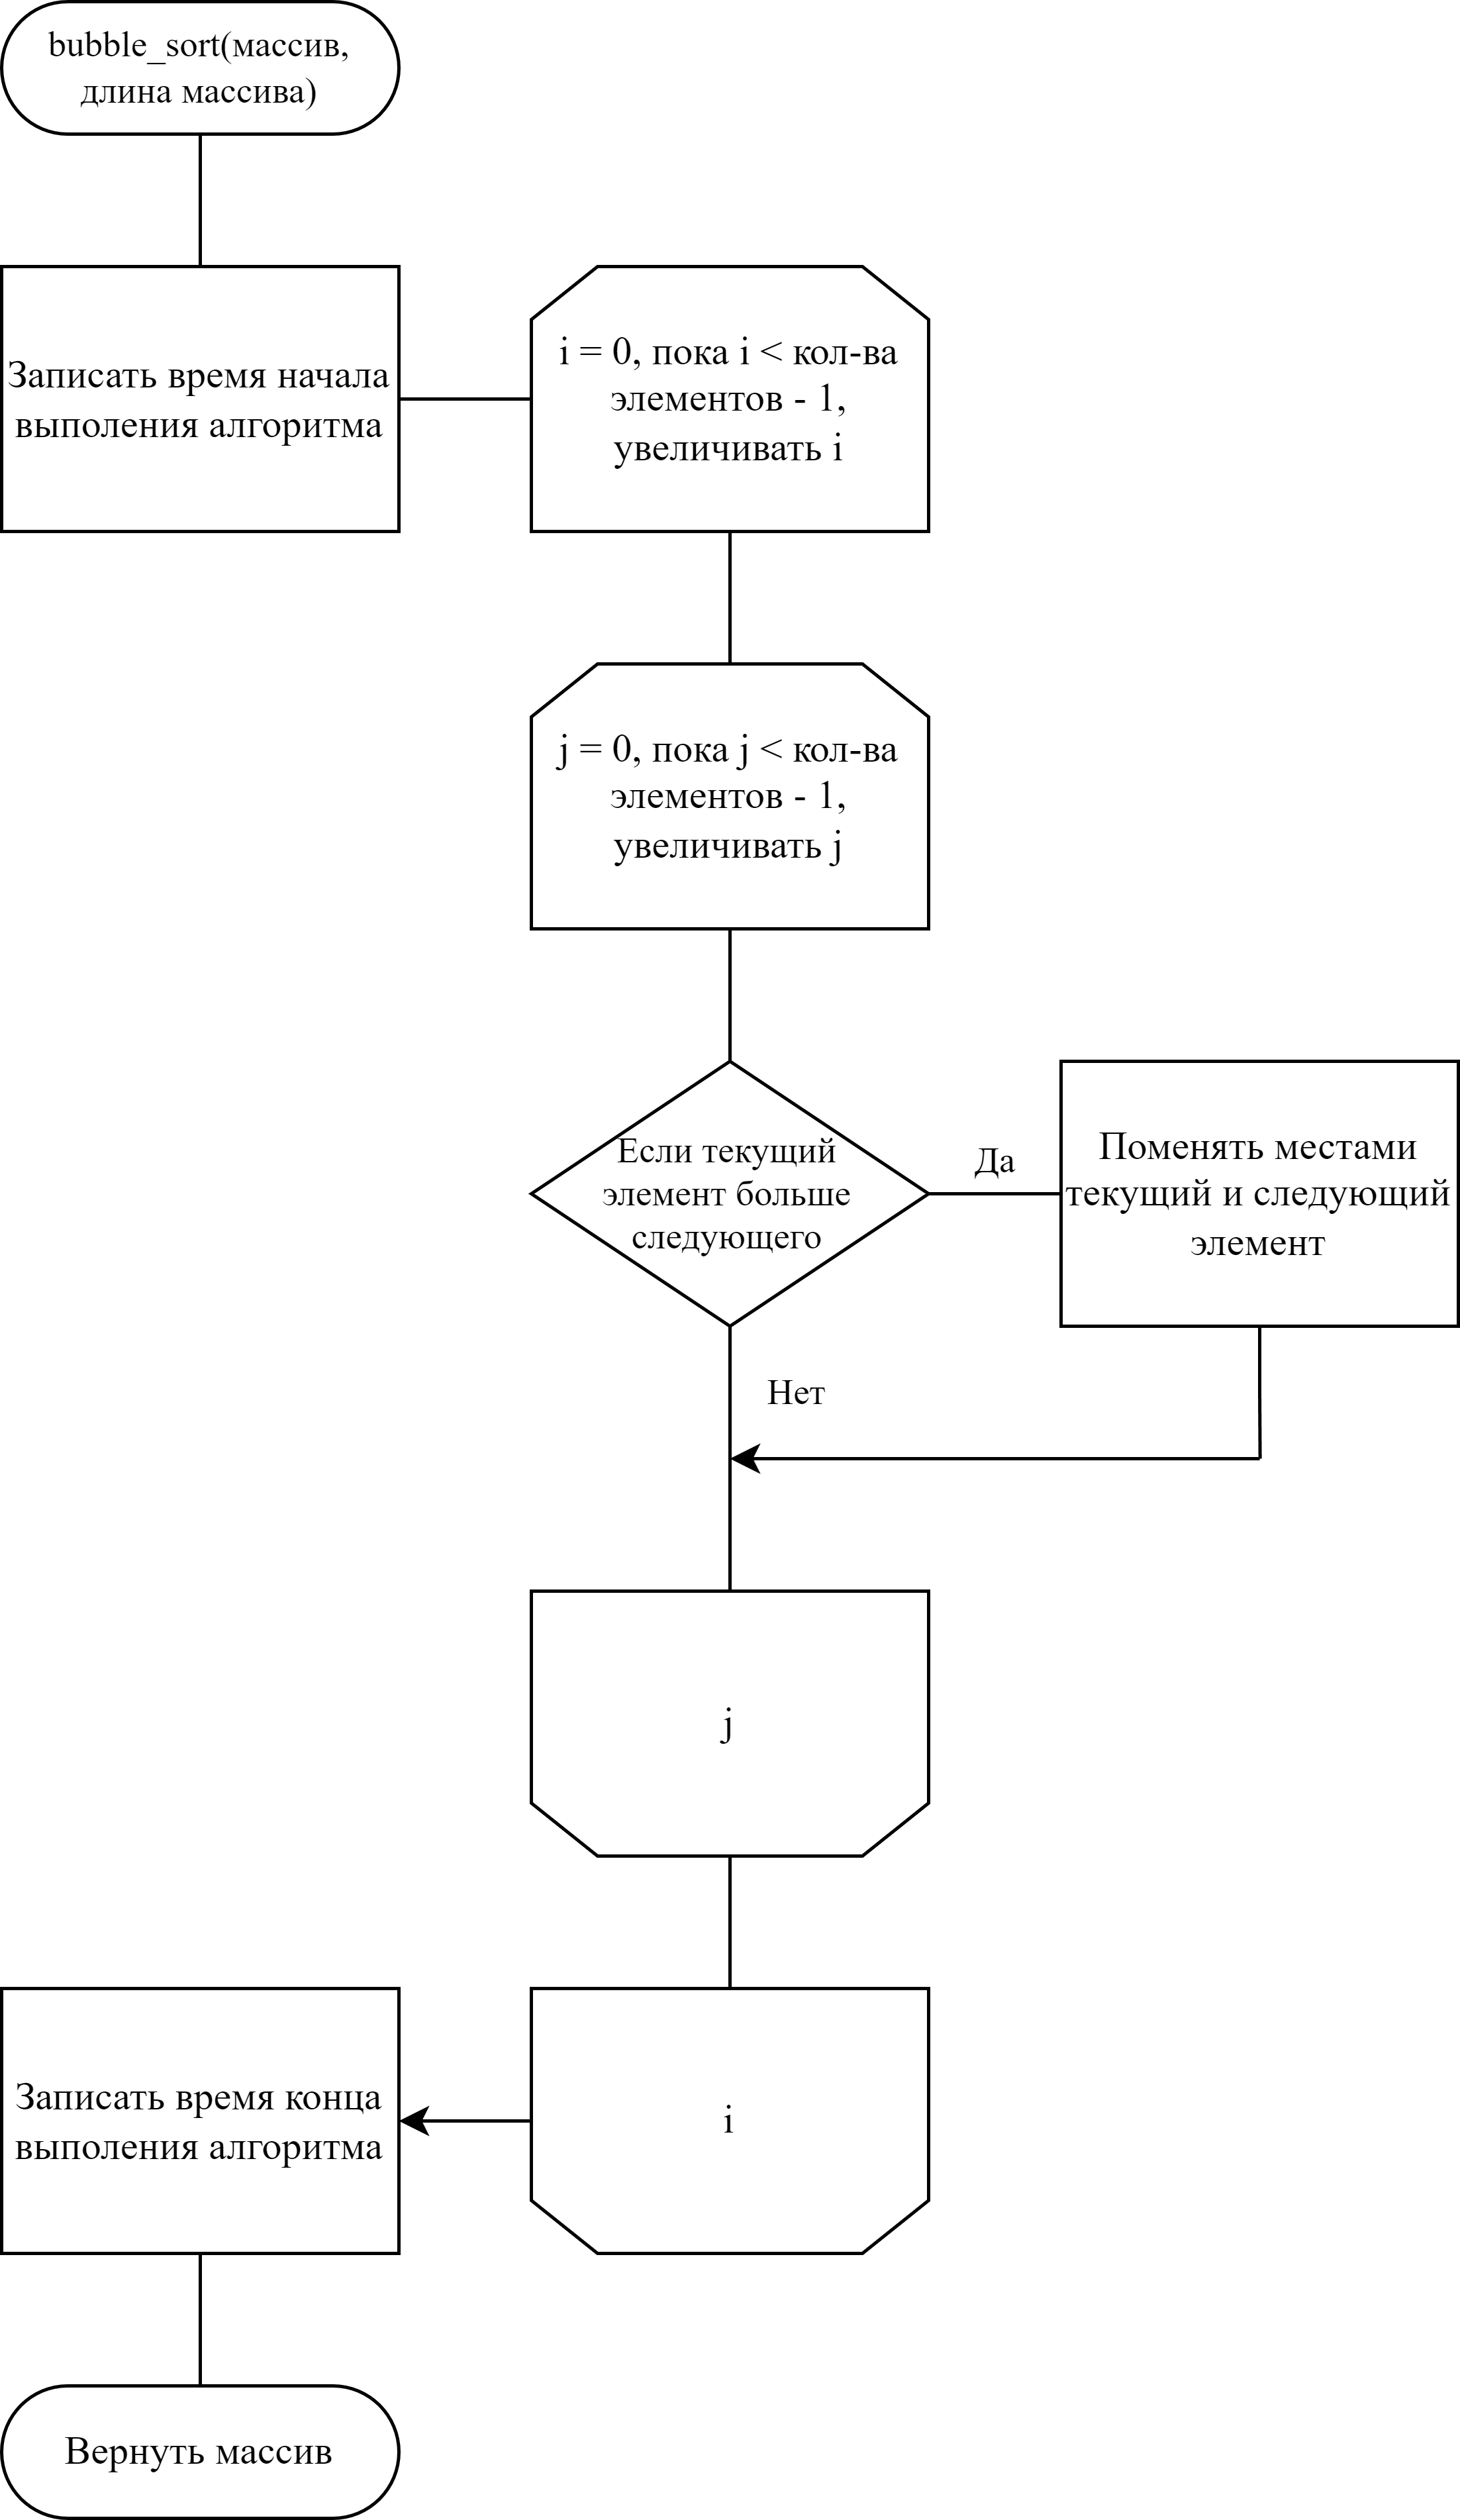 bubble_sort(массив,
длина массива)
Записать время начала
выполения алгоритма
i = 0, пока i < кол-ва
элементов - 1,
увеличивать i
j = 0, пока j < кол-ва
элементов - 1,
увеличивать j
Если текущий
элемент больше
следующего
Да
Поменять местами
текущий и следующий
элемент
Нет
j
i
Записать время конца
выполения алгоритма
Вернуть массив